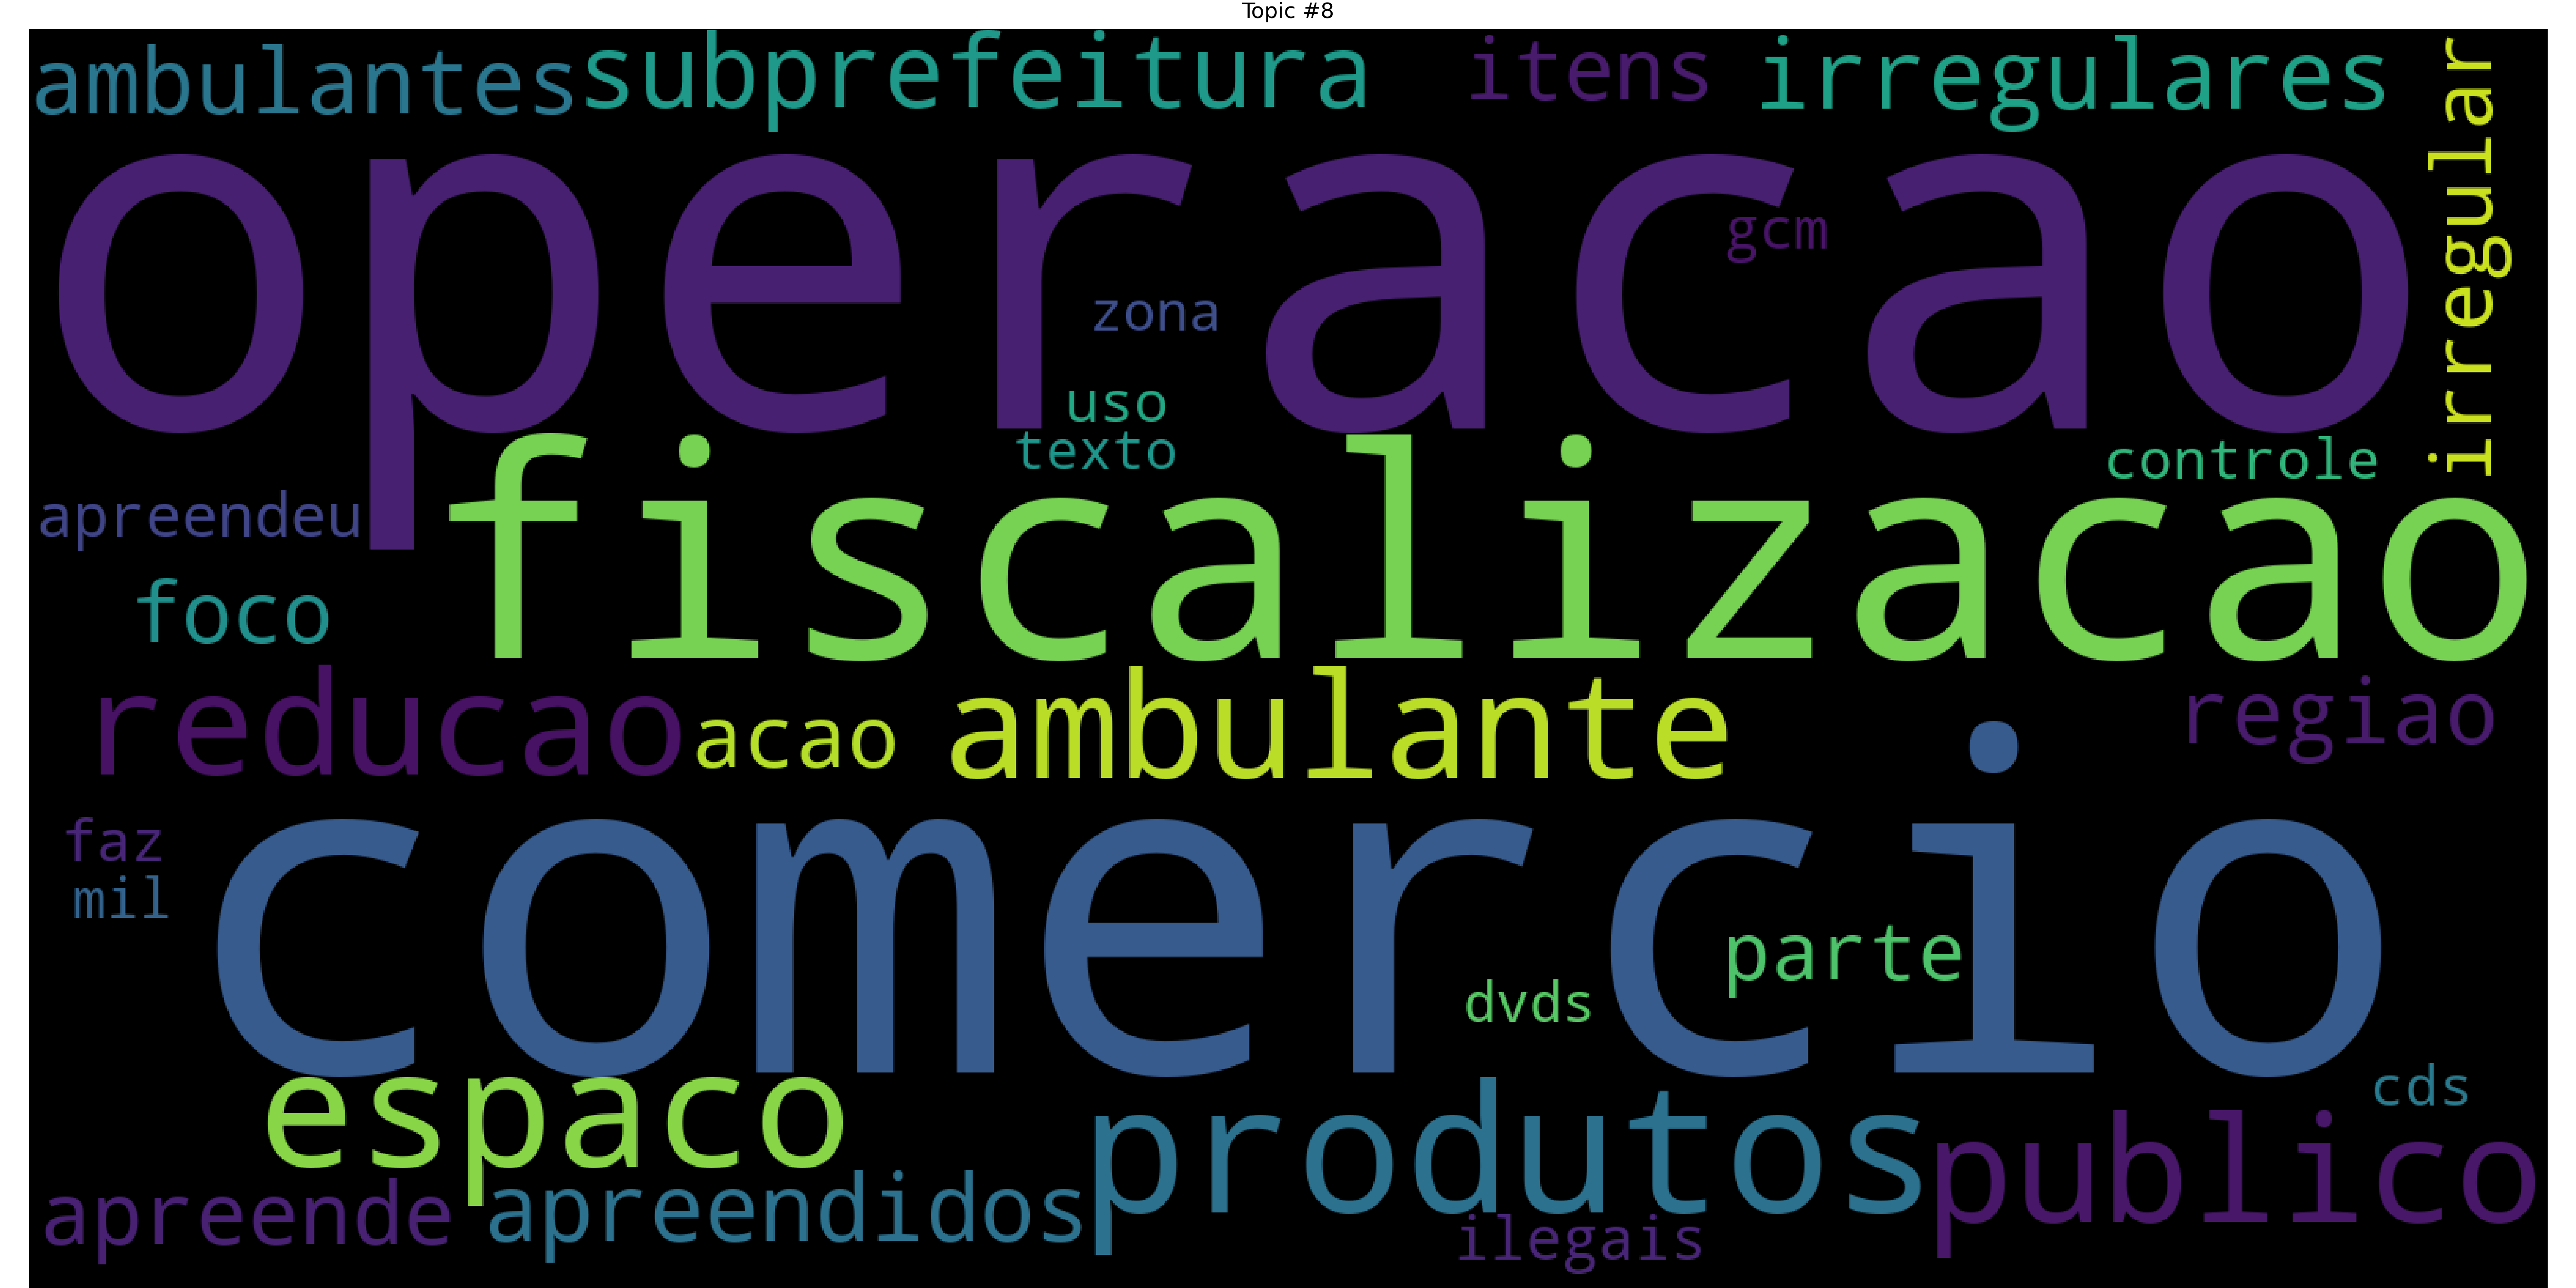 Topic #8
ambulantes subprefeitura itens irregulares
irregular
operacao
gcm
zona
uso
texto
controle
apreendeu
fiscalizacao
foco
reducao acao ambulante regiao
faz
mil
comercio
parte
dvds
cds
espaco produtos publico
apreende apreendidos
ilegais